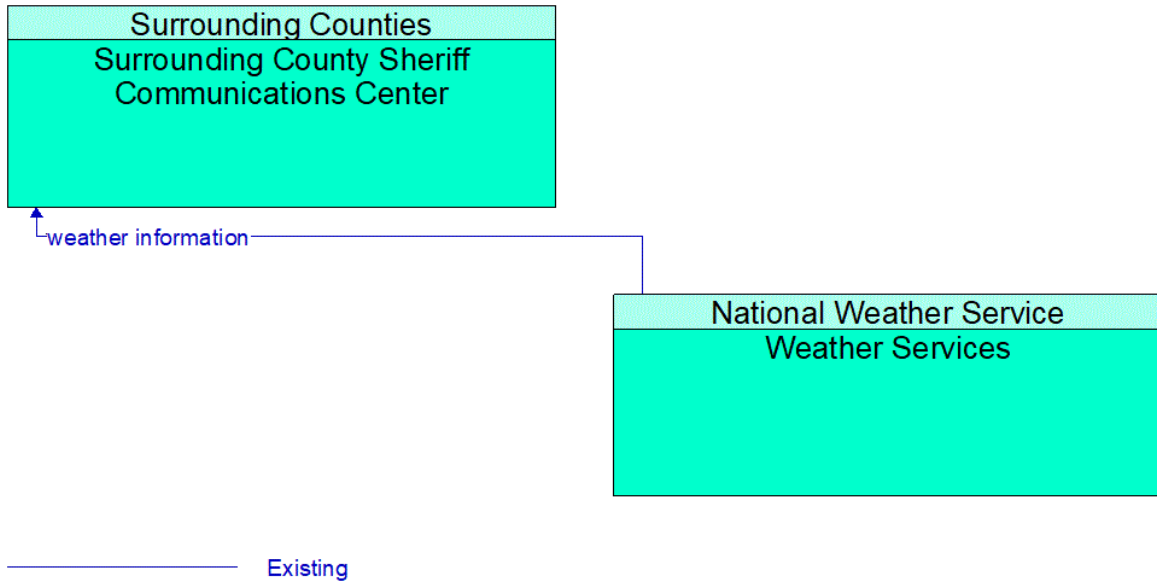 Surrounding Counties
Surrounding County Sheriff
Communications Center
weather information
National Weather Service
Weather Services
Existing